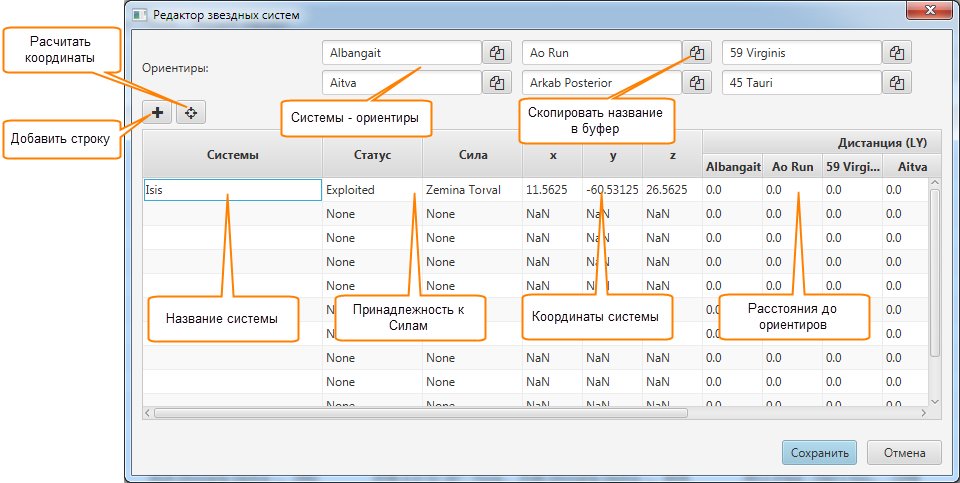 Редактор звездных систем
Расчитать
координаты
Ориентиры:
Albangait
Ao Run
59 Virginis
Aitva
Arkab Posterior
45 Tauri
Добавить строку
Системы - ориентиры
Скопировать название
в буфер
Системы Статус Сила x y z Дистанция (LY)
Albangait Ao Run 59 Virgi... Aitva
Isis Exploited Zemina Torval 11.5625 -60.53125 26.5625 0.0 0.0 0.0 0.0
None None NaN NaN NaN 0.0 0.0 0.0 0.0
None None NaN NaN NaN 0.0 0.0 0.0 0.0
None None NaN NaN NaN 0.0 0.0 0.0 0.0
None None NaN NaN NaN 0.0 0.0 0.0 0.0
Название системы
Принадлежность к
Силам
Координаты системы
Расстояния до
ориентиров
None None NaN NaN NaN 0.0 0.0 0.0 0.0
None None NaN NaN NaN 0.0 0.0 0.0 0.0
None None NaN NaN NaN 0.0 0.0 0.0 0.0
Сохранить
Отмена